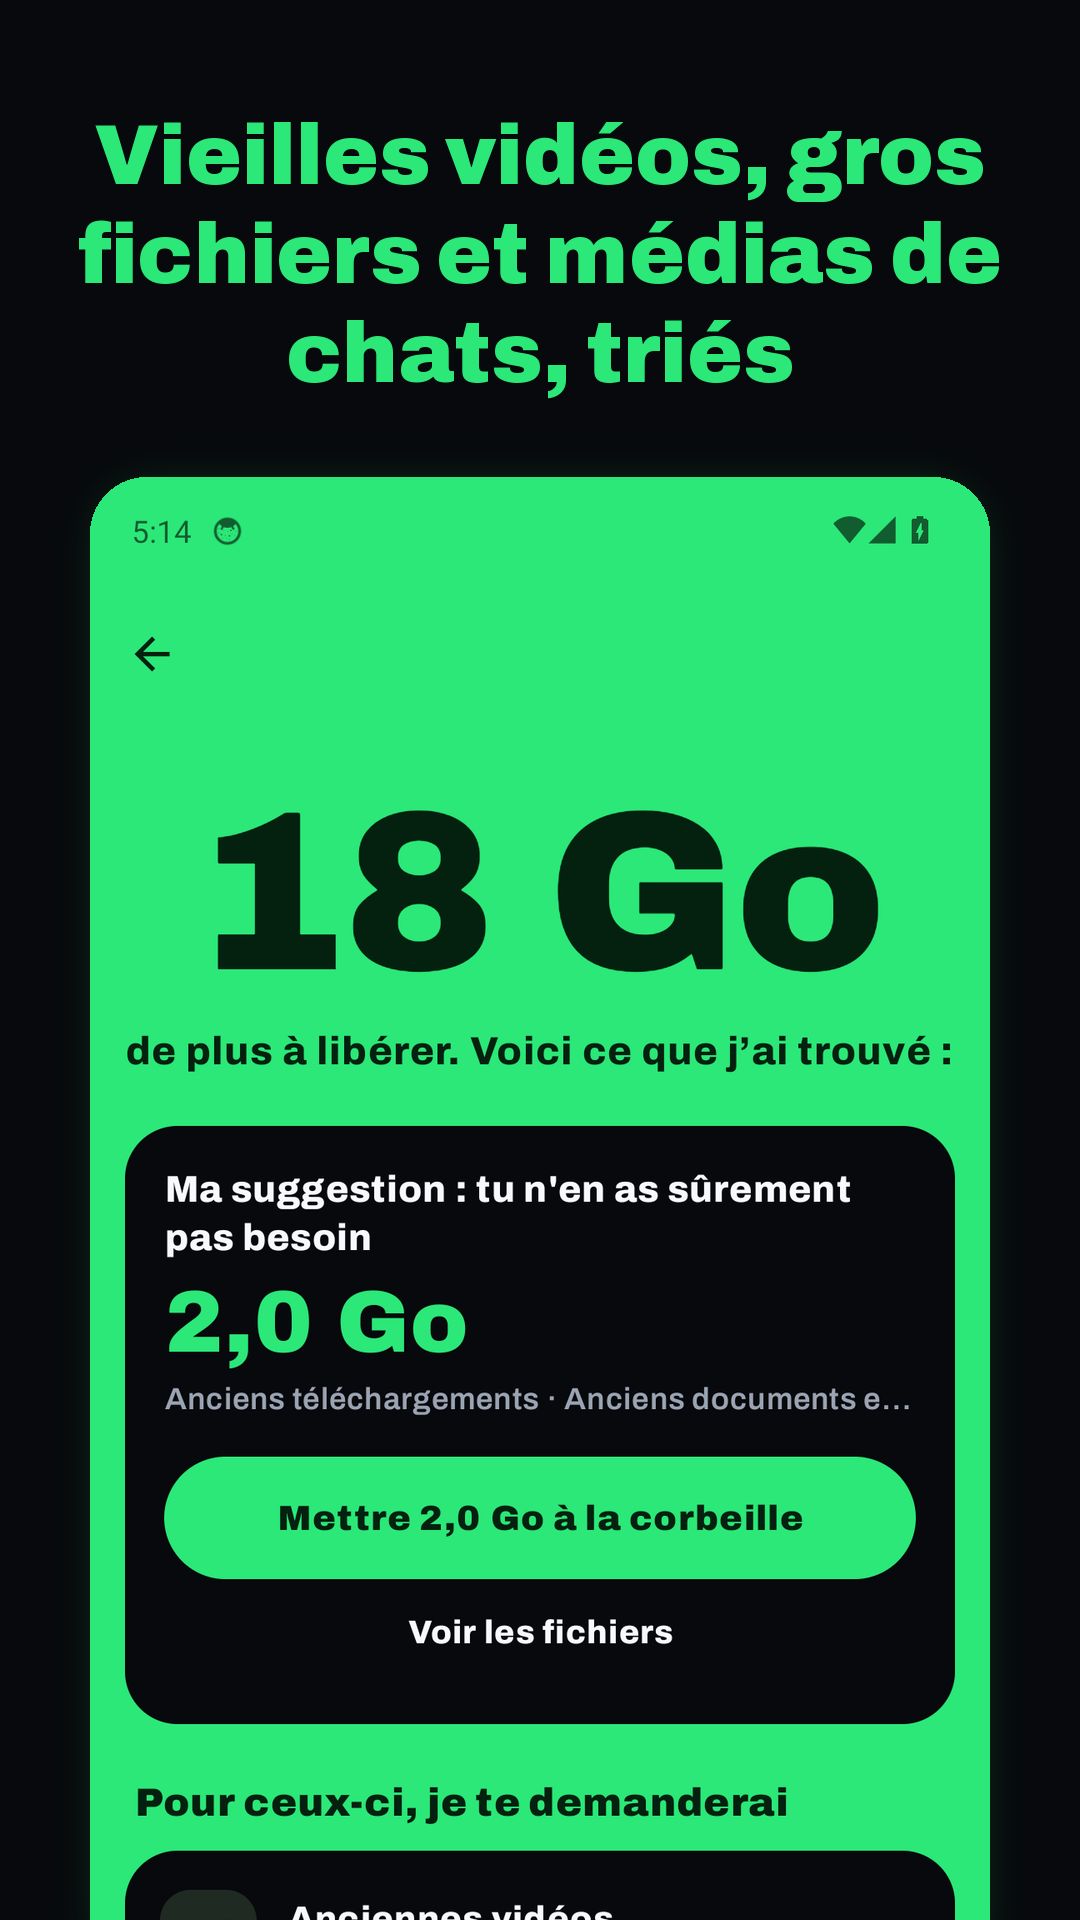 Vieilles vidéos, gros
fichiers et médias de
chats, triés
5:14
18 Go
de plus à libérer. Voici ce que j’ai trouvé :
Ma suggestion : tu n'en as sûrement
pas besoin
2,0 Go
Anciens téléchargements · Anciens documents e…
Mettre 2,0 Go à la corbeille
Voir les fichiers
Pour ceux-ci, je te demanderai
Anciennes vidéos